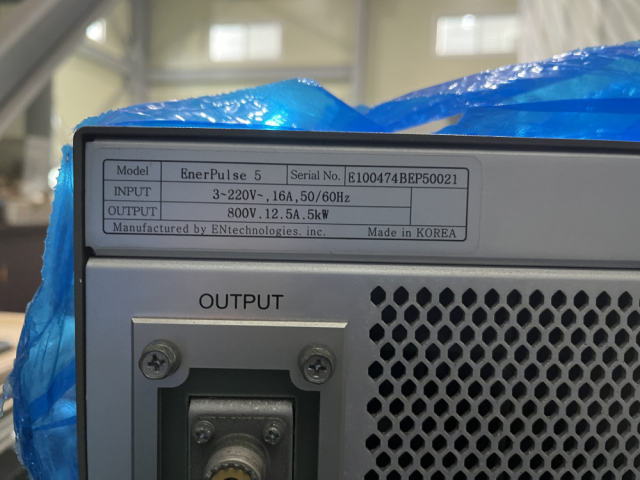 Model EnerPulse 5 Serial No. E100474BEP50021
INPUT 3~220V~,16A,50/60Hz
OUTPUT 800V.12.5A.5kW
Manufactured by ENtechnologies. inc. Made in KOREA
OUTPUT